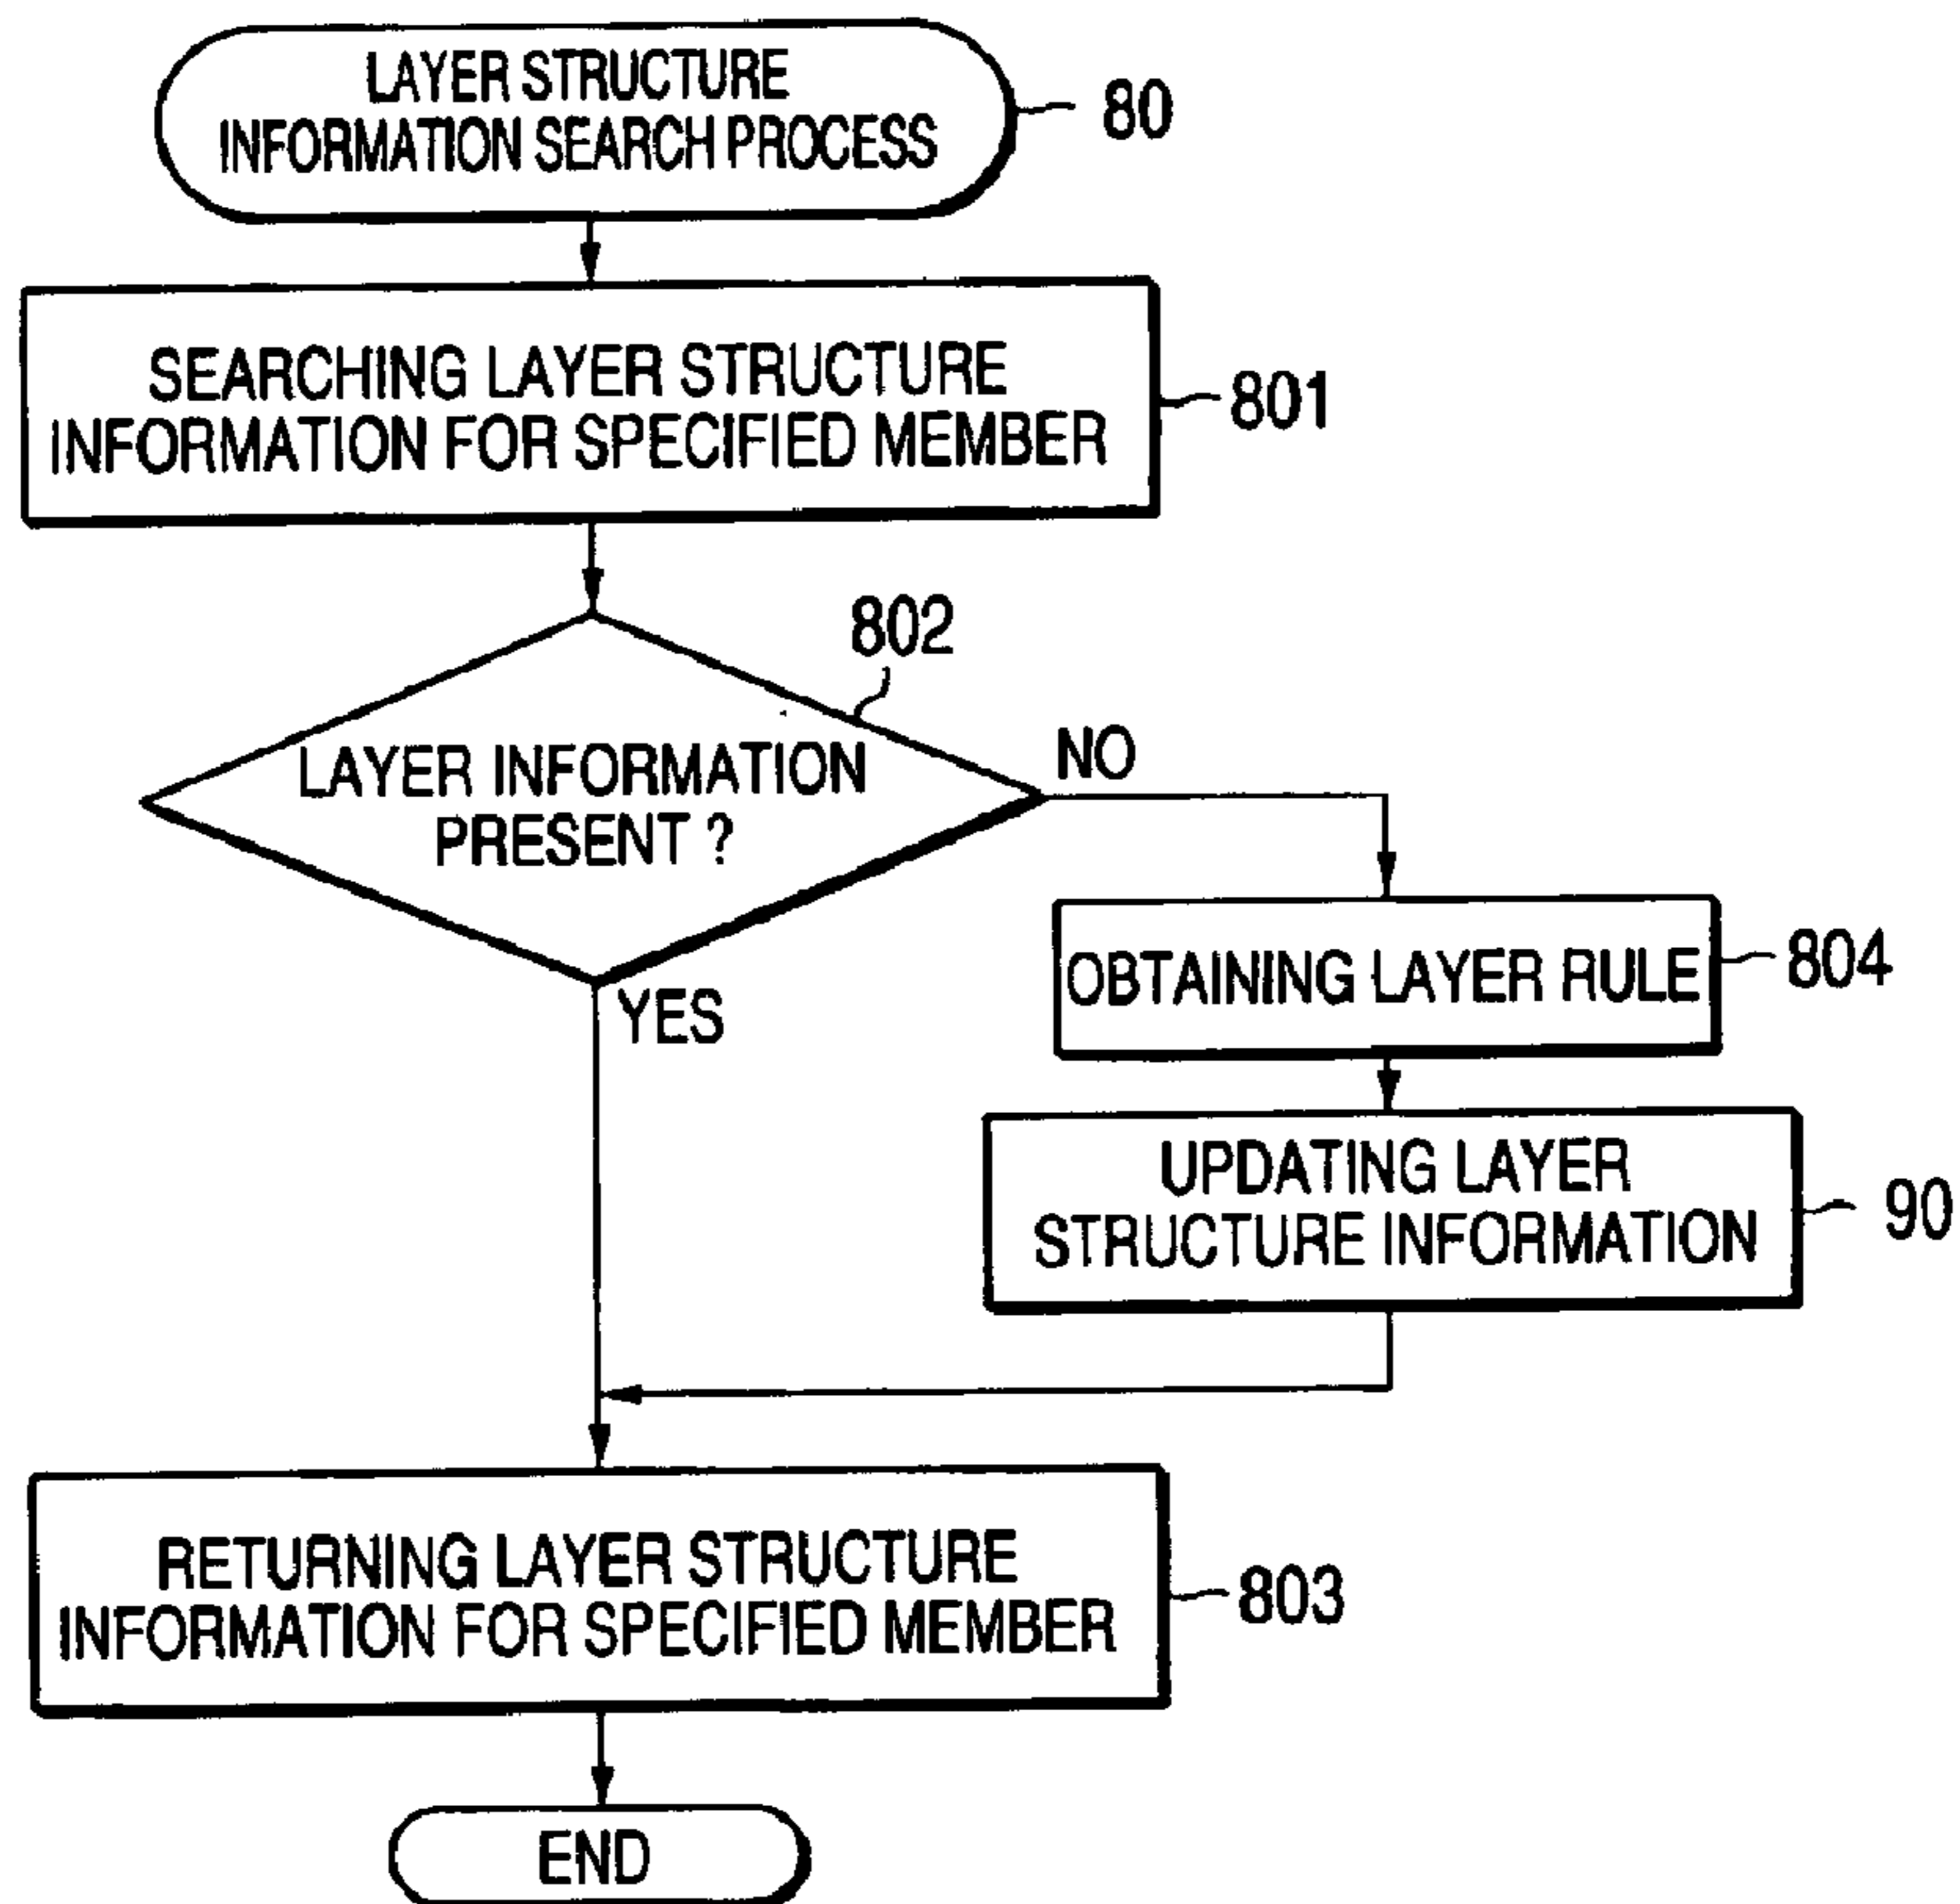 LAYER STRUCTURE
INFORMATION SEARCH PROCESS
80
SEARCHING LAYER STRUCTURE
INFORMATION FOR SPECIFIED MEMBER
801
802
LAYER INFORMATION
PRESENT ?
NO
YES
OBTAINING LAYER RULE
804
UPDATING LAYER
STRUCTURE INFORMATION
90
RETURNING LAYER STRUCTURE
INFORMATION FOR SPECIFIED MEMBER
803
END